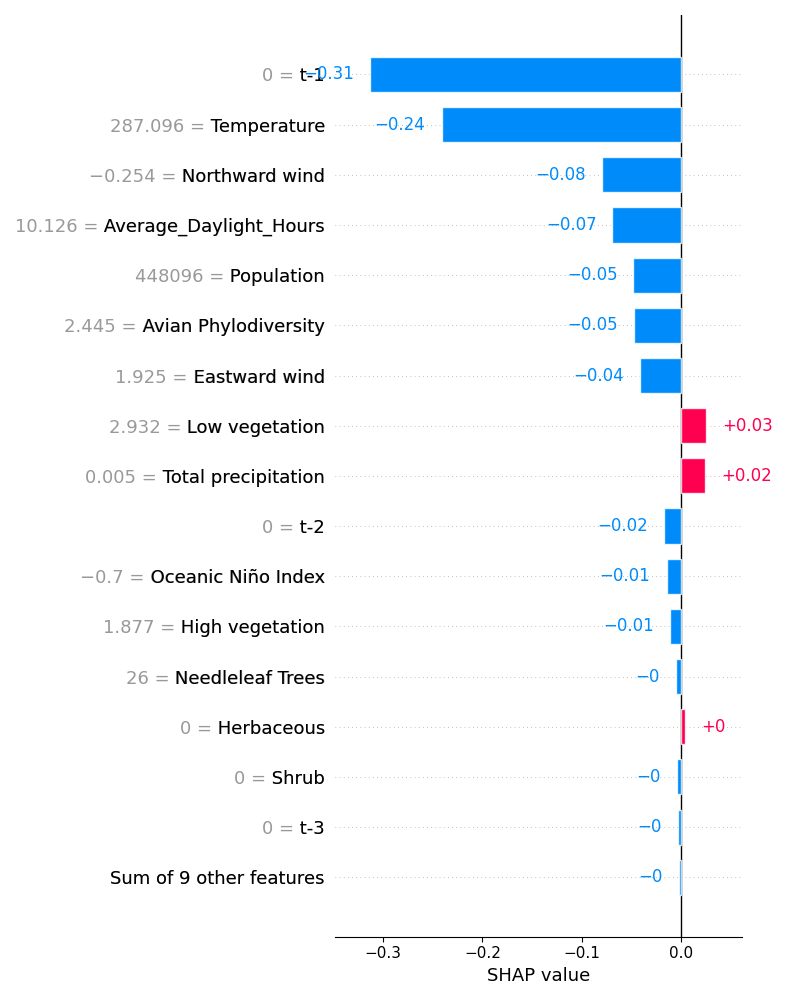 0 = t-1 −0.31
287.096 = Temperature −0.24
−0.254 = Northward wind −0.08
10.126 = Average_Daylight_Hours −0.07
448096 = Population −0.05
2.445 = Avian Phylodiversity −0.05
1.925 = Eastward wind −0.04
2.932 = Low vegetation +0.03
0.005 = Total precipitation +0.02
0 = t-2 −0.02
−0.7 = Oceanic Niño Index −0.01
1.877 = High vegetation −0.01
26 = Needleleaf Trees −0
0 = Herbaceous +0
0 = Shrub −0
0 = t-3 −0
Sum of 9 other features −0
−0.3 −0.2 −0.1 0.0
SHAP value